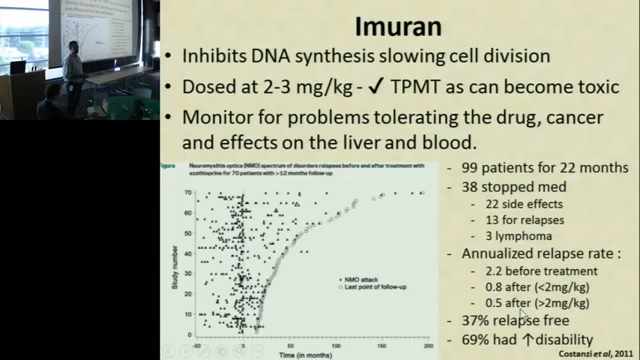 Imuran
• Inhibits DNA synthesis slowing cell division
• Dosed at 2-3 mg/kg - ✓ TPMT as can become toxic
• Monitor for problems tolerating the drug, cancer
and effects on the liver and blood.
Figure
Neuromyelitis optica (NMO) spectrum of disorders relapses before and after treatment with
azathioprine for 70 patients with >12 months follow-up
Study number
70
60
50
40
30
20
10
0
▲ NMO attack
□ Last point of follow-up
-50 0 50 100 150 200
Time (in months)
- 99 patients for 22 months
- 38 stopped med
- 22 side effects
- 13 for relapses
- 3 lymphoma
- Annualized relapse rate :
- 2.2 before treatment
- 0.8 after (<2mg/kg)
- 0.5 after (>2mg/kg)
- 37% relapse free
- 69% had ↑disability
Costanzi et al, 2011